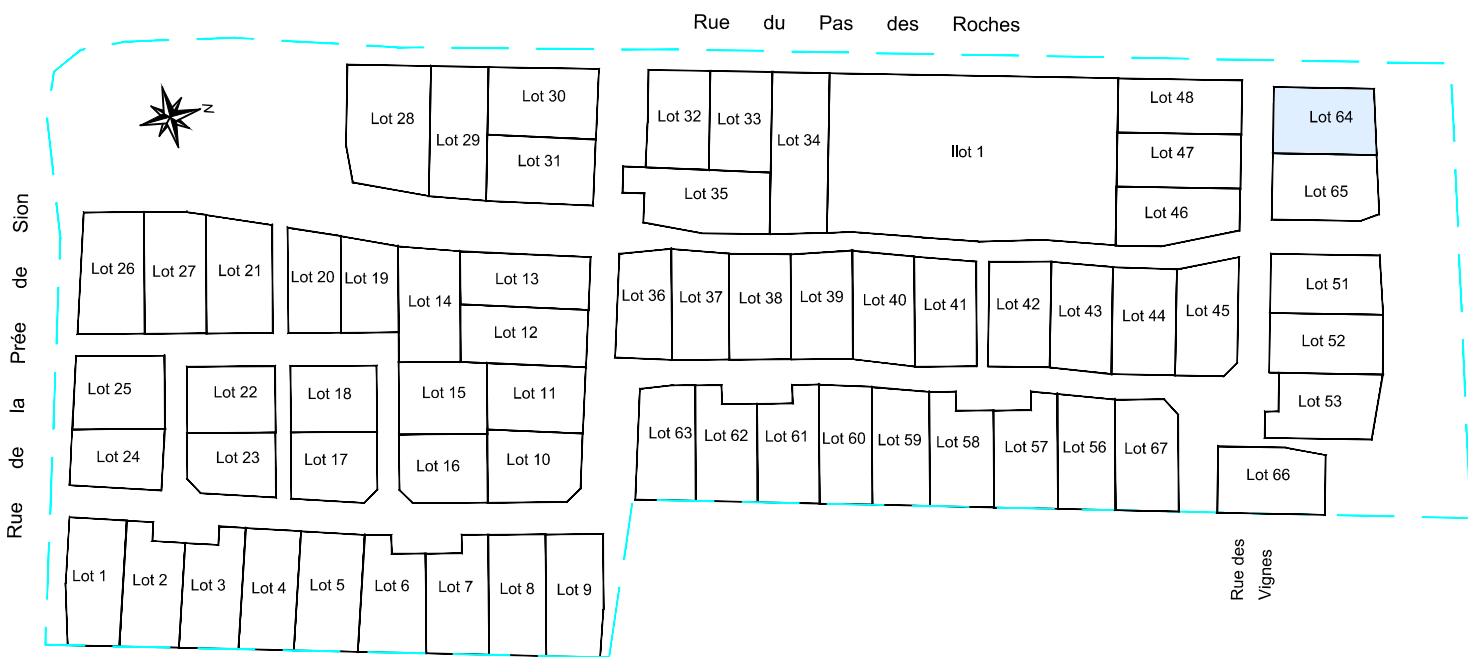 Rue du Pas des Roches
N
Rue de la Prée de Sion
Lot 28
Lot 29
Lot 30
Lot 31
Lot 32
Lot 33
Lot 34
Lot 35
Ilot 1
Lot 48
Lot 47
Lot 46
Lot 64
Lot 65
Lot 26
Lot 27
Lot 21
Lot 20
Lot 19
Lot 14
Lot 13
Lot 12
Lot 36
Lot 37
Lot 38
Lot 39
Lot 40
Lot 41
Lot 42
Lot 43
Lot 44
Lot 45
Lot 51
Lot 52
Lot 53
Lot 25
Lot 24
Lot 22
Lot 23
Lot 18
Lot 17
Lot 15
Lot 16
Lot 11
Lot 10
Lot 63
Lot 62
Lot 61
Lot 60
Lot 59
Lot 58
Lot 57
Lot 56
Lot 67
Lot 66
Lot 1
Lot 2
Lot 3
Lot 4
Lot 5
Lot 6
Lot 7
Lot 8
Lot 9
Rue des
Vignes